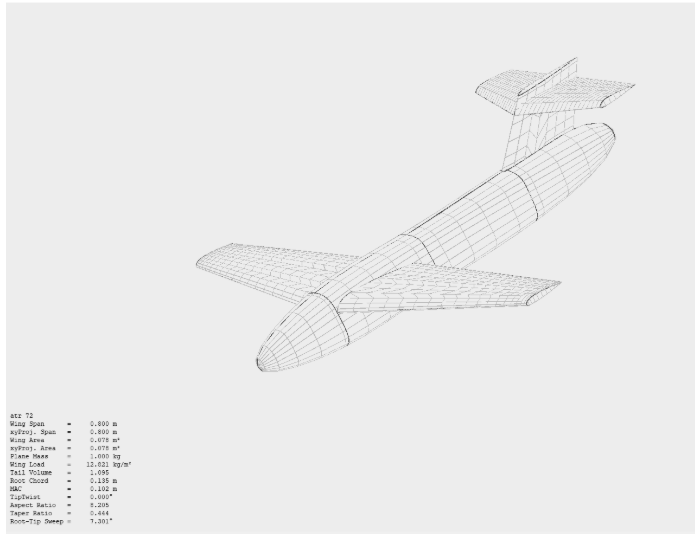 atr 72
Wing Span = 0.800 m
xyProj. Span = 0.800 m
Wing Area = 0.078 m²
xyProj. Area = 0.078 m²
Plane Mass = 1.000 kg
Wing Load = 12.821 kg/m²
Tail Volume = 1.095
Root Chord = 0.135 m
MAC = 0.102 m
TipTwist = 0.000°
Aspect Ratio = 8.205
Taper Ratio = 0.444
Root-Tip Sweep = 7.301°